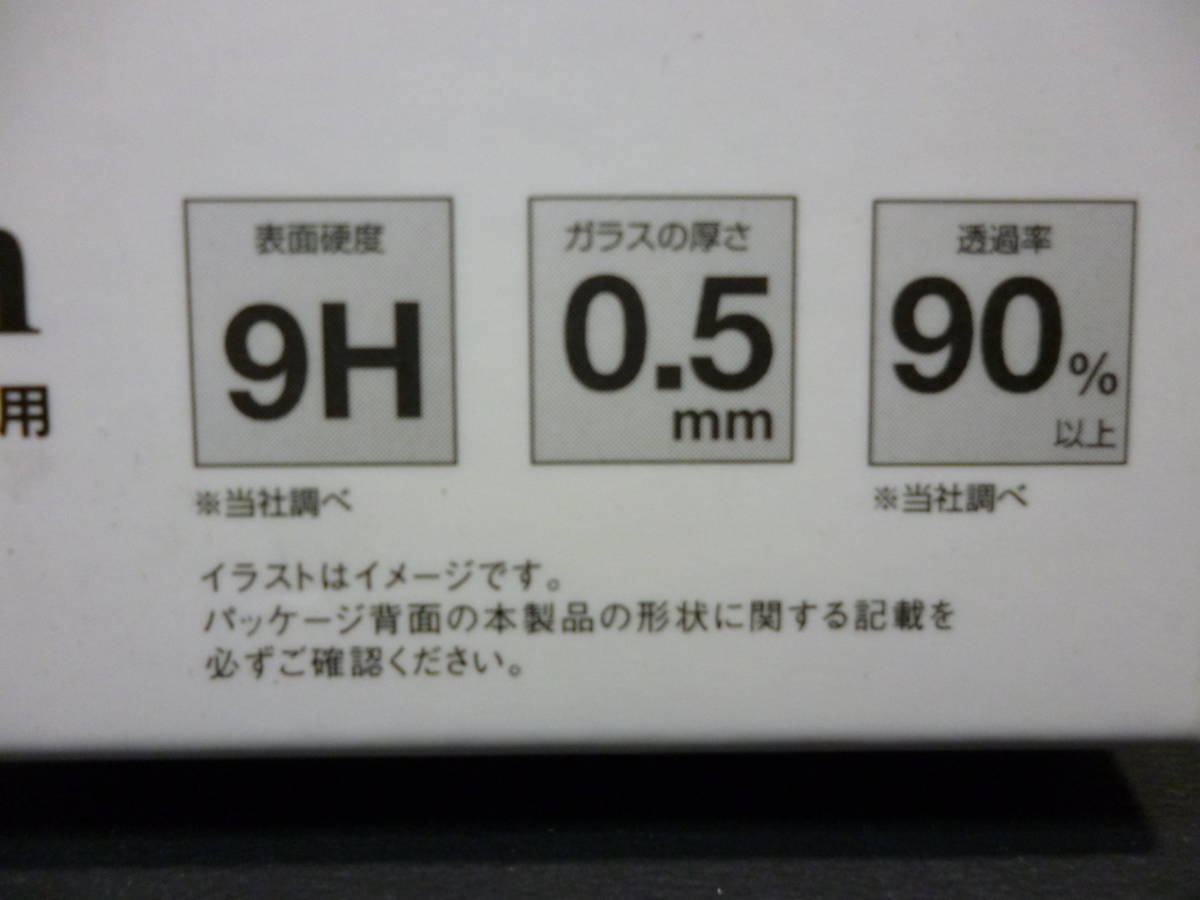 用
表面硬度
9H
※当社調べ
ガラスの厚さ
0.5
mm
透過率
90%
以上
※当社調べ
イラストはイメージです。
パッケージ背面の本製品の形状に関する記載を
必ずご確認ください。